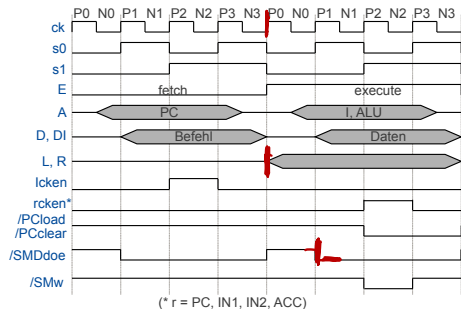 P0 N0 P1 N1 P2 N2 P3 N3 P0 N0 P1 N1 P2 N2 P3 N3
ck
s0
s1
E fetch execute
A PC I, ALU
D, DI Befehl Daten
L, R
Icken
rcken*
/PCload
/PCclear
/SMDdoe
/SMw
(* r = PC, IN1, IN2, ACC)